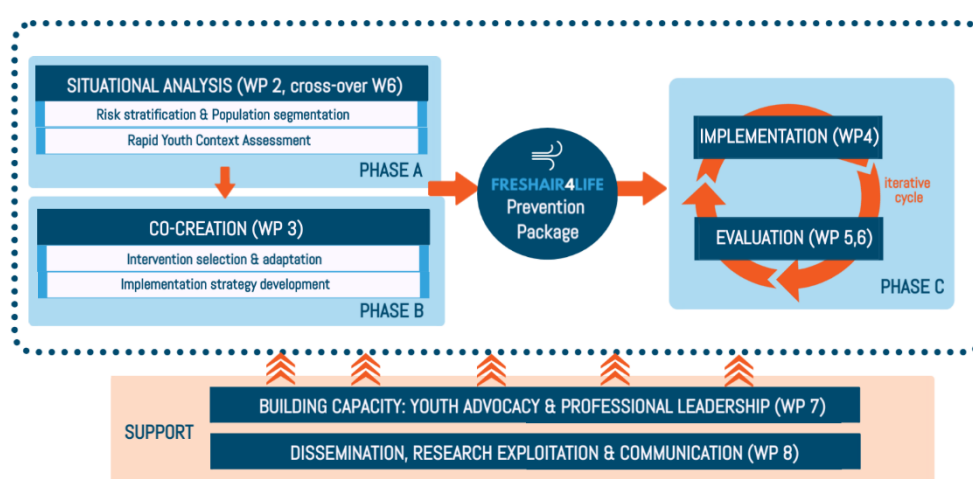 SITUATIONAL ANALYSIS (WP 2, cross-over W6)
Risk stratification & Population segmentation
Rapid Youth Context Assessment
PHASE A
CO-CREATION (WP 3)
Intervention selection & adaptation
Implementation strategy development
PHASE B
FRESHAIR4LIFE
Prevention
Package
IMPLEMENTATION (WP4)
iterative
cycle
EVALUATION (WP 5,6)
PHASE C
SUPPORT
BUILDING CAPACITY: YOUTH ADVOCACY & PROFESSIONAL LEADERSHIP (WP 7)
DISSEMINATION, RESEARCH EXPLOITATION & COMMUNICATION (WP 8)